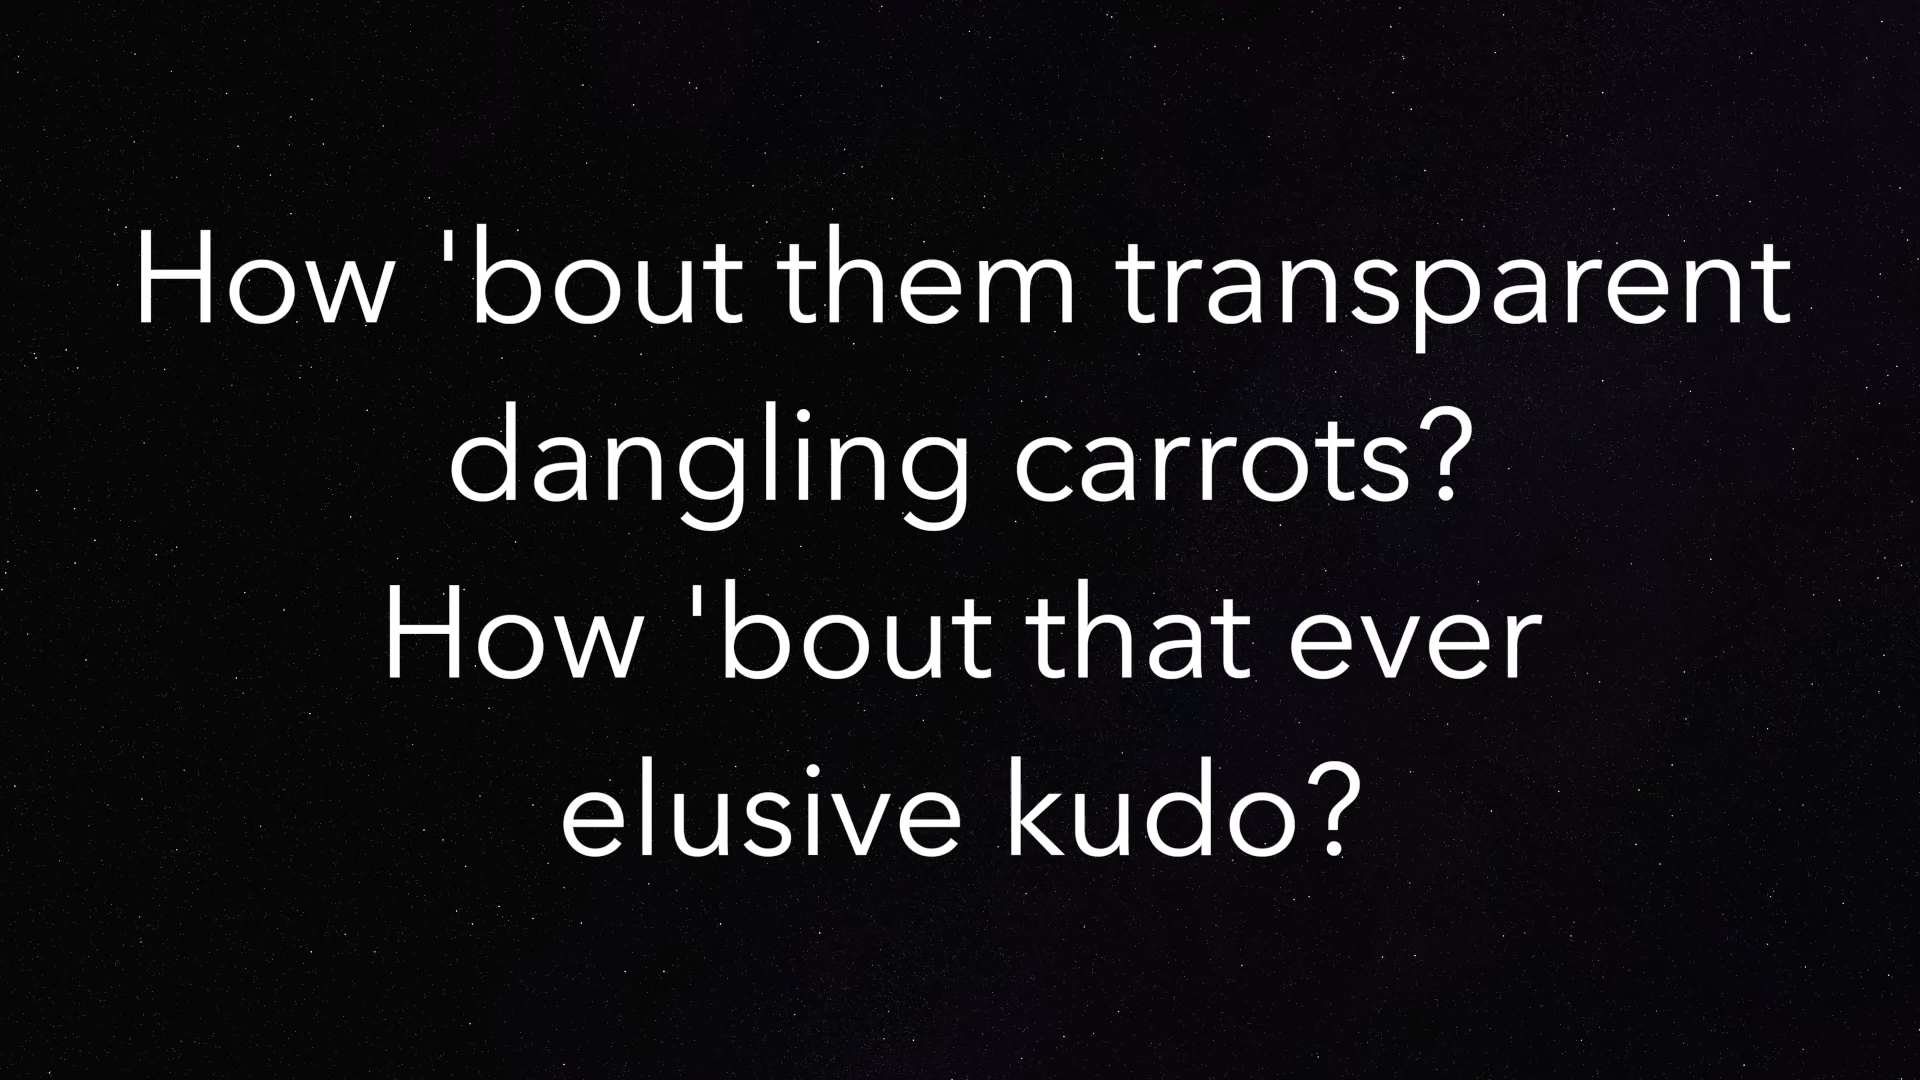 How 'bout them transparent
dangling carrots?
How 'bout that ever
elusive kudo?